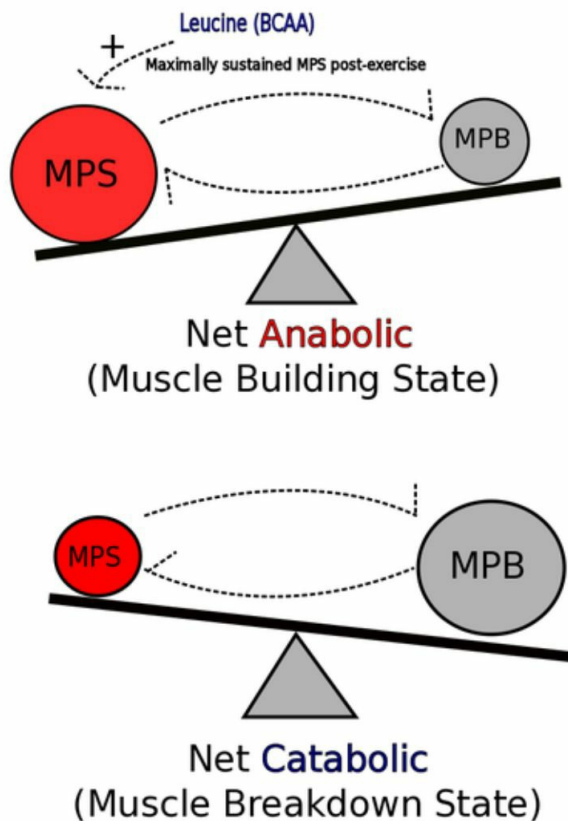 Leucine (BCAA)
+
Maximally sustained MPS post-exercise
MPS
MPB
Net Anabolic
(Muscle Building State)
MPS
MPB
Net Catabolic
(Muscle Breakdown State)